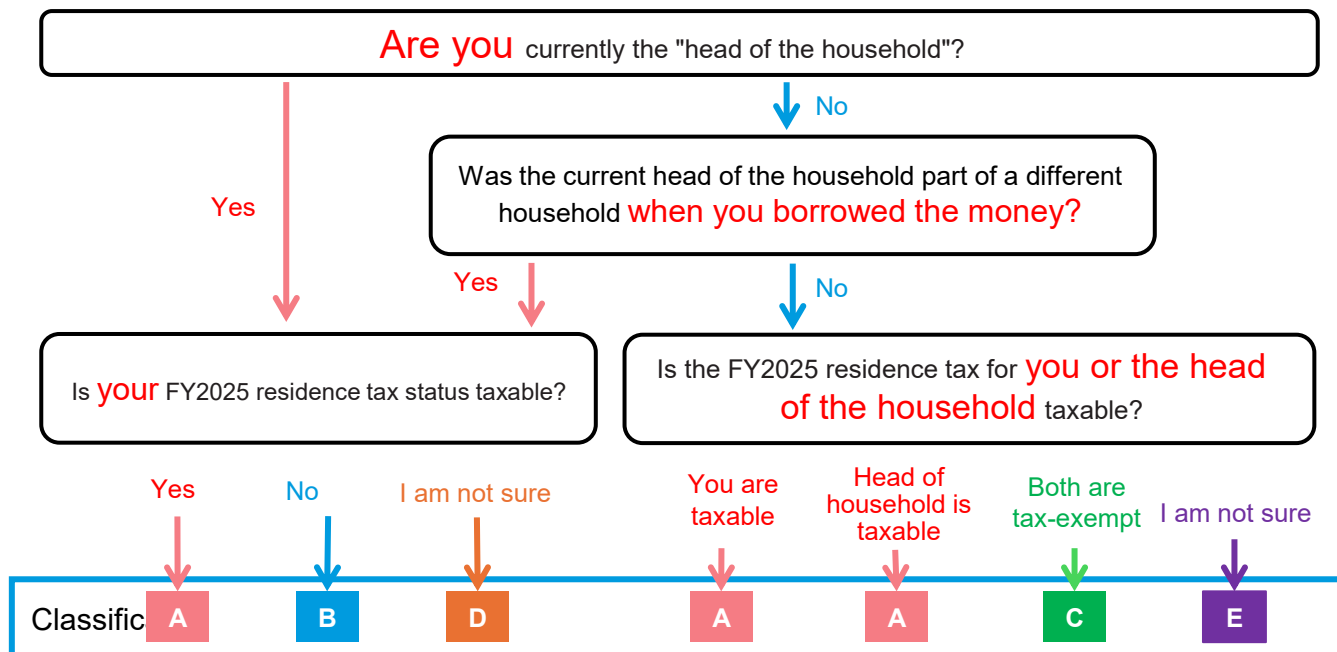 Are you currently the "head of the household"?
No
Was the current head of the household part of a different
household when you borrowed the money?
Yes
Yes
No
Is your FY2025 residence tax status taxable?
Is the FY2025 residence tax for you or the head
of the household taxable?
Yes
No
I am not sure
You are
taxable
Head of
household is
taxable
Both are
tax-exempt
I am not sure
Classific
A
B
D
A
A
C
E